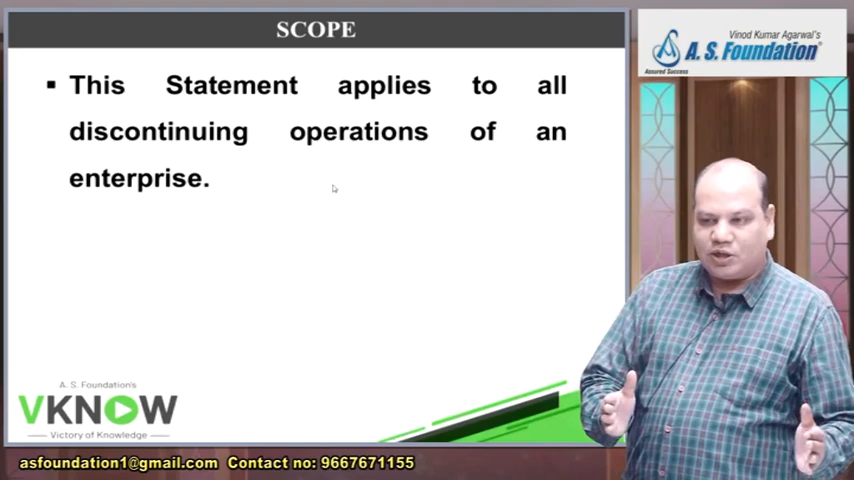 SCOPE
▪ This Statement applies to all
discontinuing operations of an
enterprise.
Vinod Kumar Agarwal's
A. S. Foundation®
Assured Success
A. S. Foundation's
VKNOW
Victory of Knowledge
asfoundation1@gmail.com Contact no: 9667671155